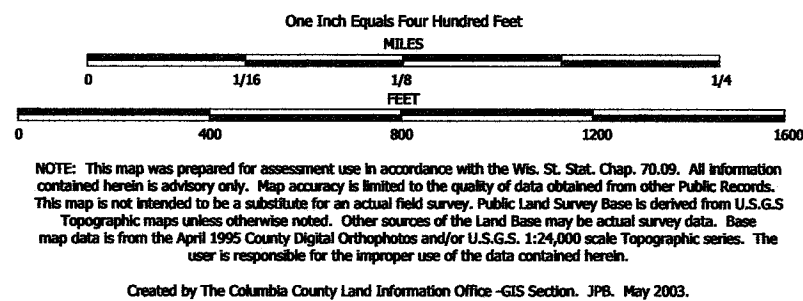 One Inch Equals Four Hundred Feet
MILES
0 1/16 1/8 1/4
FEET
0 400 800 1200 1600
NOTE: This map was prepared for assessment use in accordance with the Wis. St. Stat. Chap. 70.09. All information
contained herein is advisory only. Map accuracy is limited to the quality of data obtained from other Public Records.
This map is not intended to be a substitute for an actual field survey. Public Land Survey Base is derived from U.S.G.S
Topographic maps unless otherwise noted. Other sources of the Land Base may be actual survey data. Base
map data is from the April 1995 County Digital Orthophotos and/or U.S.G.S. 1:24,000 scale Topographic series. The
user is responsible for the improper use of the data contained herein.
Created by The Columbia County Land Information Office -GIS Section. JPB. May 2003.